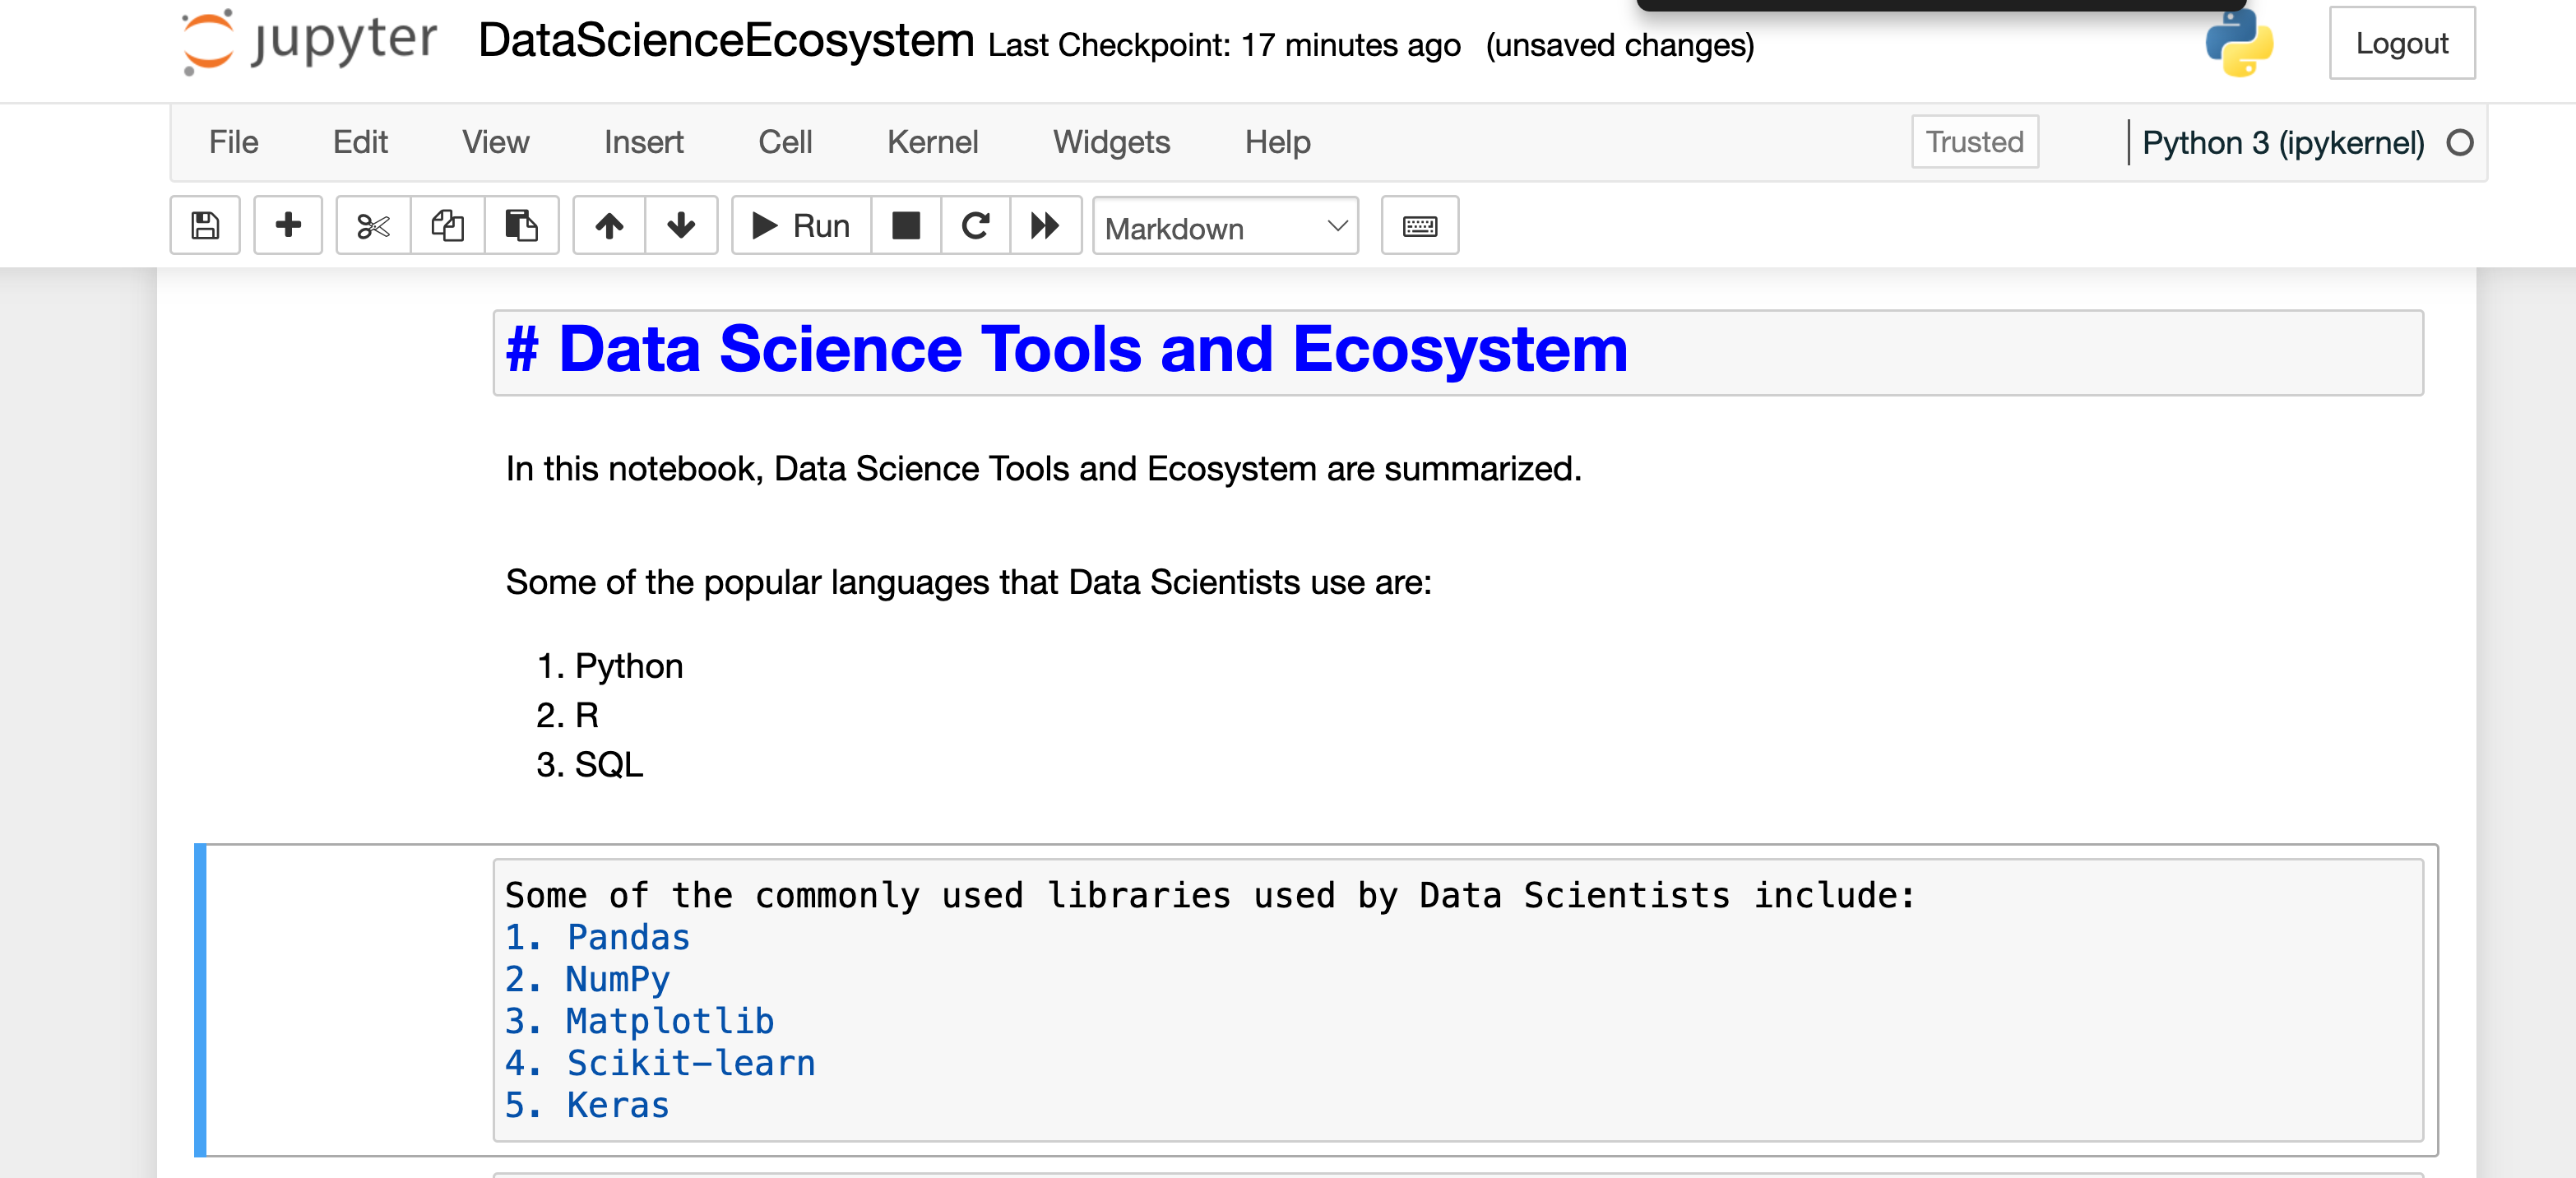 jupyter DataScienceEcosystem Last Checkpoint: 17 minutes ago (unsaved changes) Logout
File Edit View Insert Cell Kernel Widgets Help Trusted Python 3 (ipykernel)
Run Markdown
# Data Science Tools and Ecosystem
In this notebook, Data Science Tools and Ecosystem are summarized.
Some of the popular languages that Data Scientists use are:
1. Python
2. R
3. SQL
Some of the commonly used libraries used by Data Scientists include:
1. Pandas
2. NumPy
3. Matplotlib
4. Scikit-learn
5. Keras